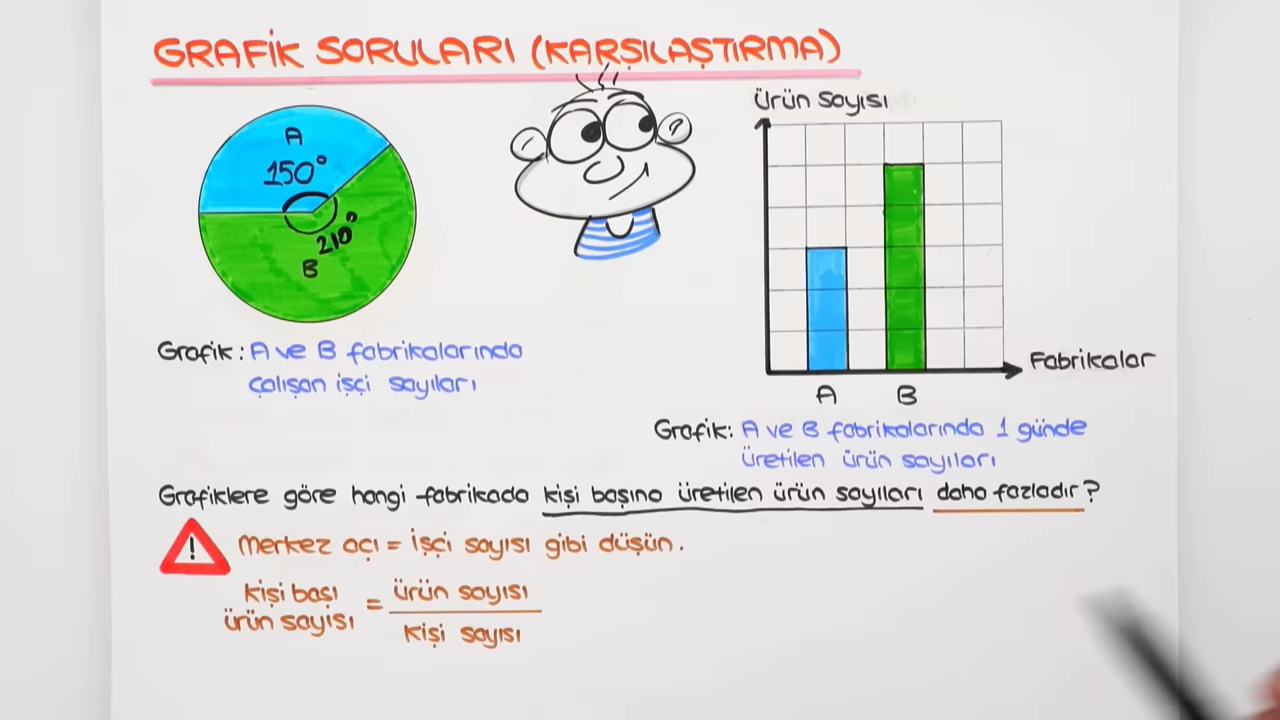 GRAFİK SORULARI (KARŞILAŞTIRMA)
A
150°
210°
B
Grafik: A ve B fabrikalarında
çalışan işçi sayıları
Ürün sayısı
Fabrikalar
A B
Grafik: A ve B fabrikalarında 1 günde
üretilen ürün sayıları
Grafiklere göre hangi fabrikada kişi başına üretilen ürün sayıları daha fazladır?
! Merkez açı = işçi sayısı gibi düşün.
kişi başı
ürün sayısı
=
ürün sayısı
kişi sayısı